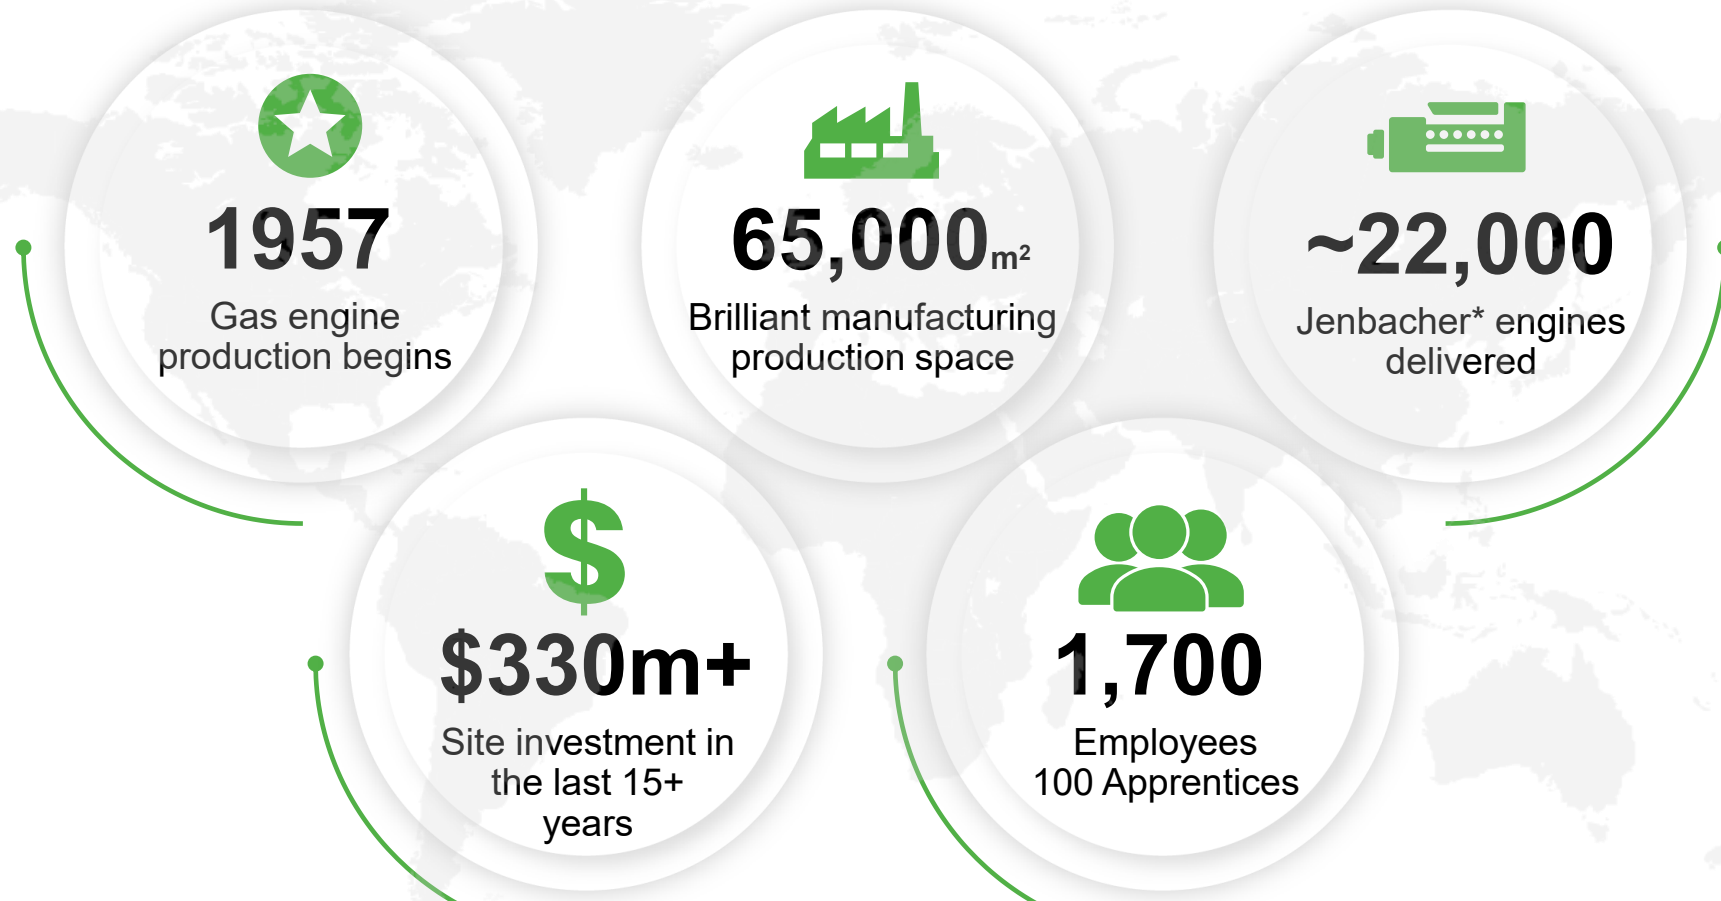 1957
Gas engine
production begins
65,000m²
Brilliant manufacturing
production space
~22,000
Jenbacher* engines
delivered
$
$330m+
Site investment in
the last 15+
years
1,700
Employees
100 Apprentices